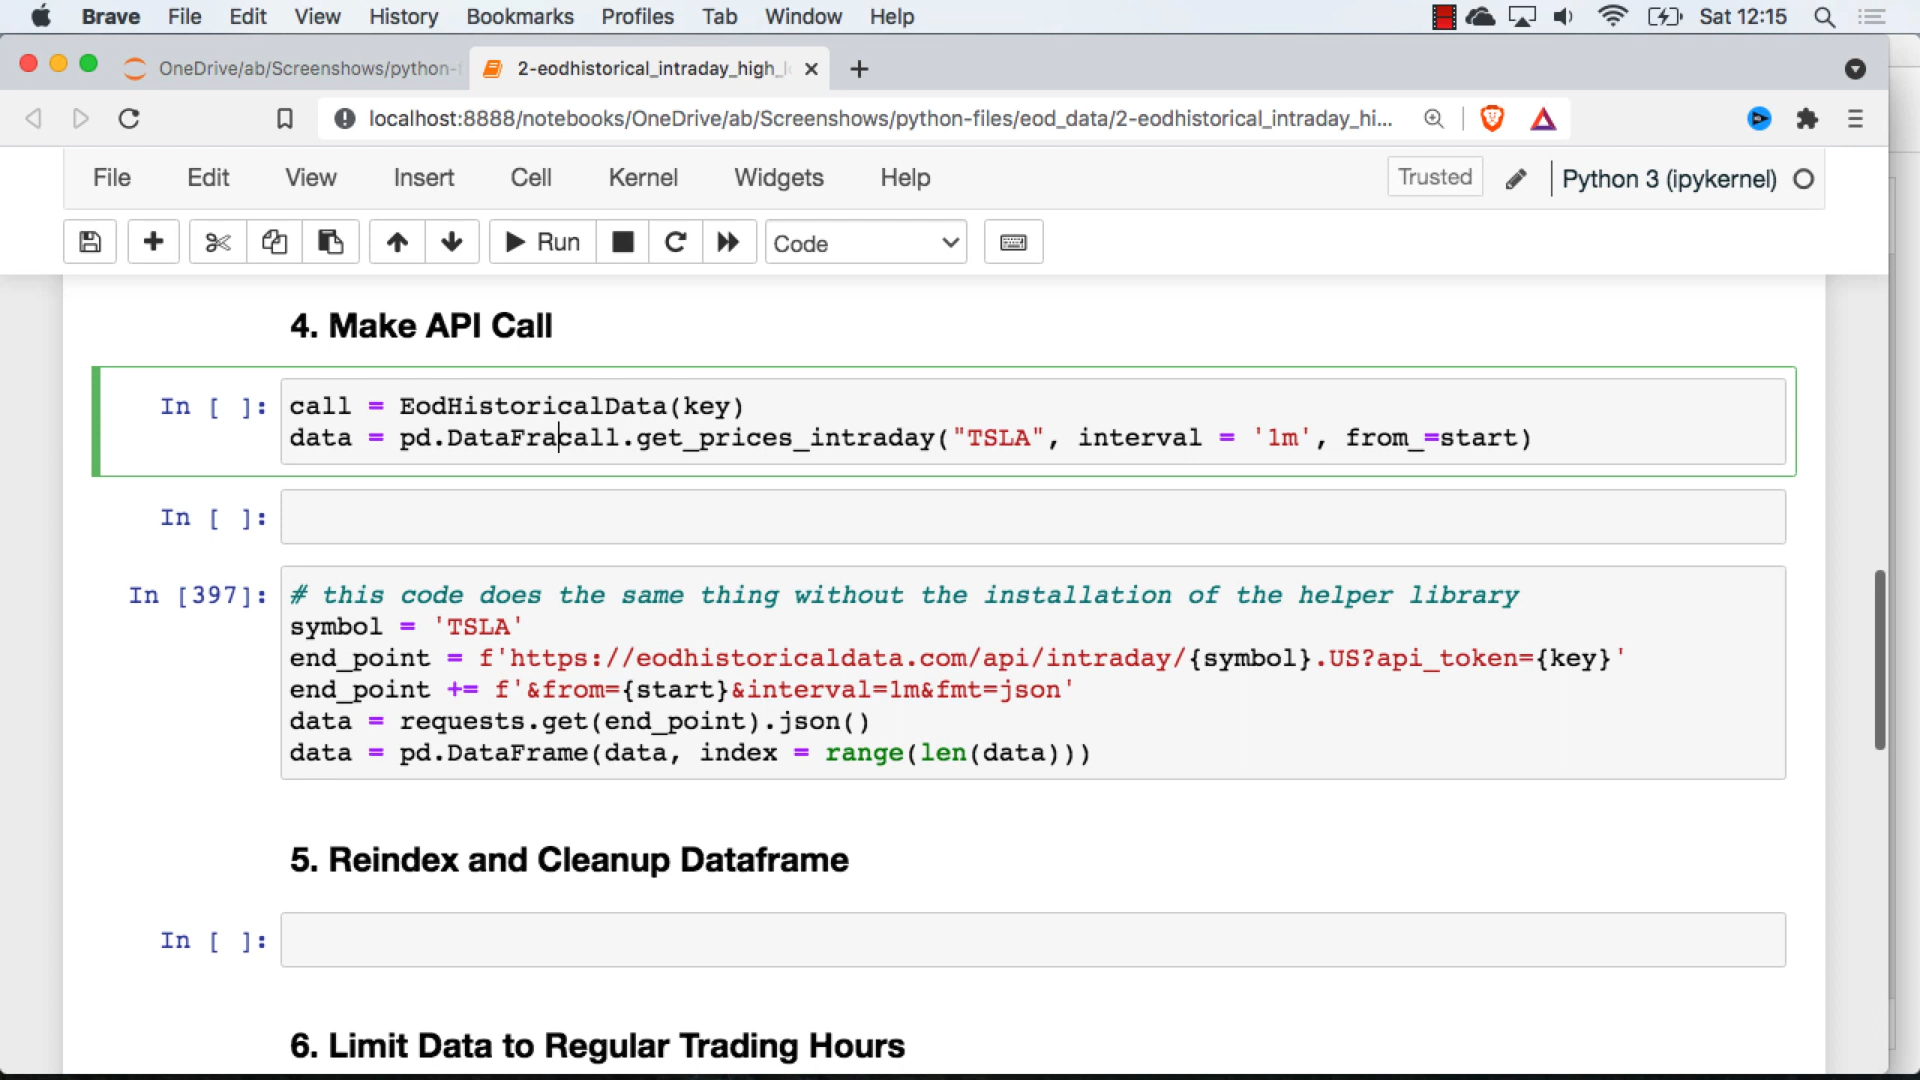 Brave File Edit View History Bookmarks Profiles Tab Window Help Sat 12:15
OneDrive/ab/Screenshows/python- 2-eodhistorical_intraday_high_
localhost:8888/notebooks/OneDrive/ab/Screenshows/python-files/eod_data/2-eodhistorical_intraday_hi...
File Edit View Insert Cell Kernel Widgets Help Trusted Python 3 (ipykernel)
Run Code
4. Make API Call
In [ ]: call = EodHistoricalData(key)
data = pd.DataFracall.get_prices_intraday("TSLA", interval = '1m', from_=start)
In [ ]:
In [397]: # this code does the same thing without the installation of the helper library
symbol = 'TSLA'
end_point = f'https://eodhistoricaldata.com/api/intraday/{symbol}.US?api_token={key}'
end_point += f'&from={start}&interval=1m&fmt=json'
data = requests.get(end_point).json()
data = pd.DataFrame(data, index = range(len(data)))
5. Reindex and Cleanup Dataframe
In [ ]:
6. Limit Data to Regular Trading Hours